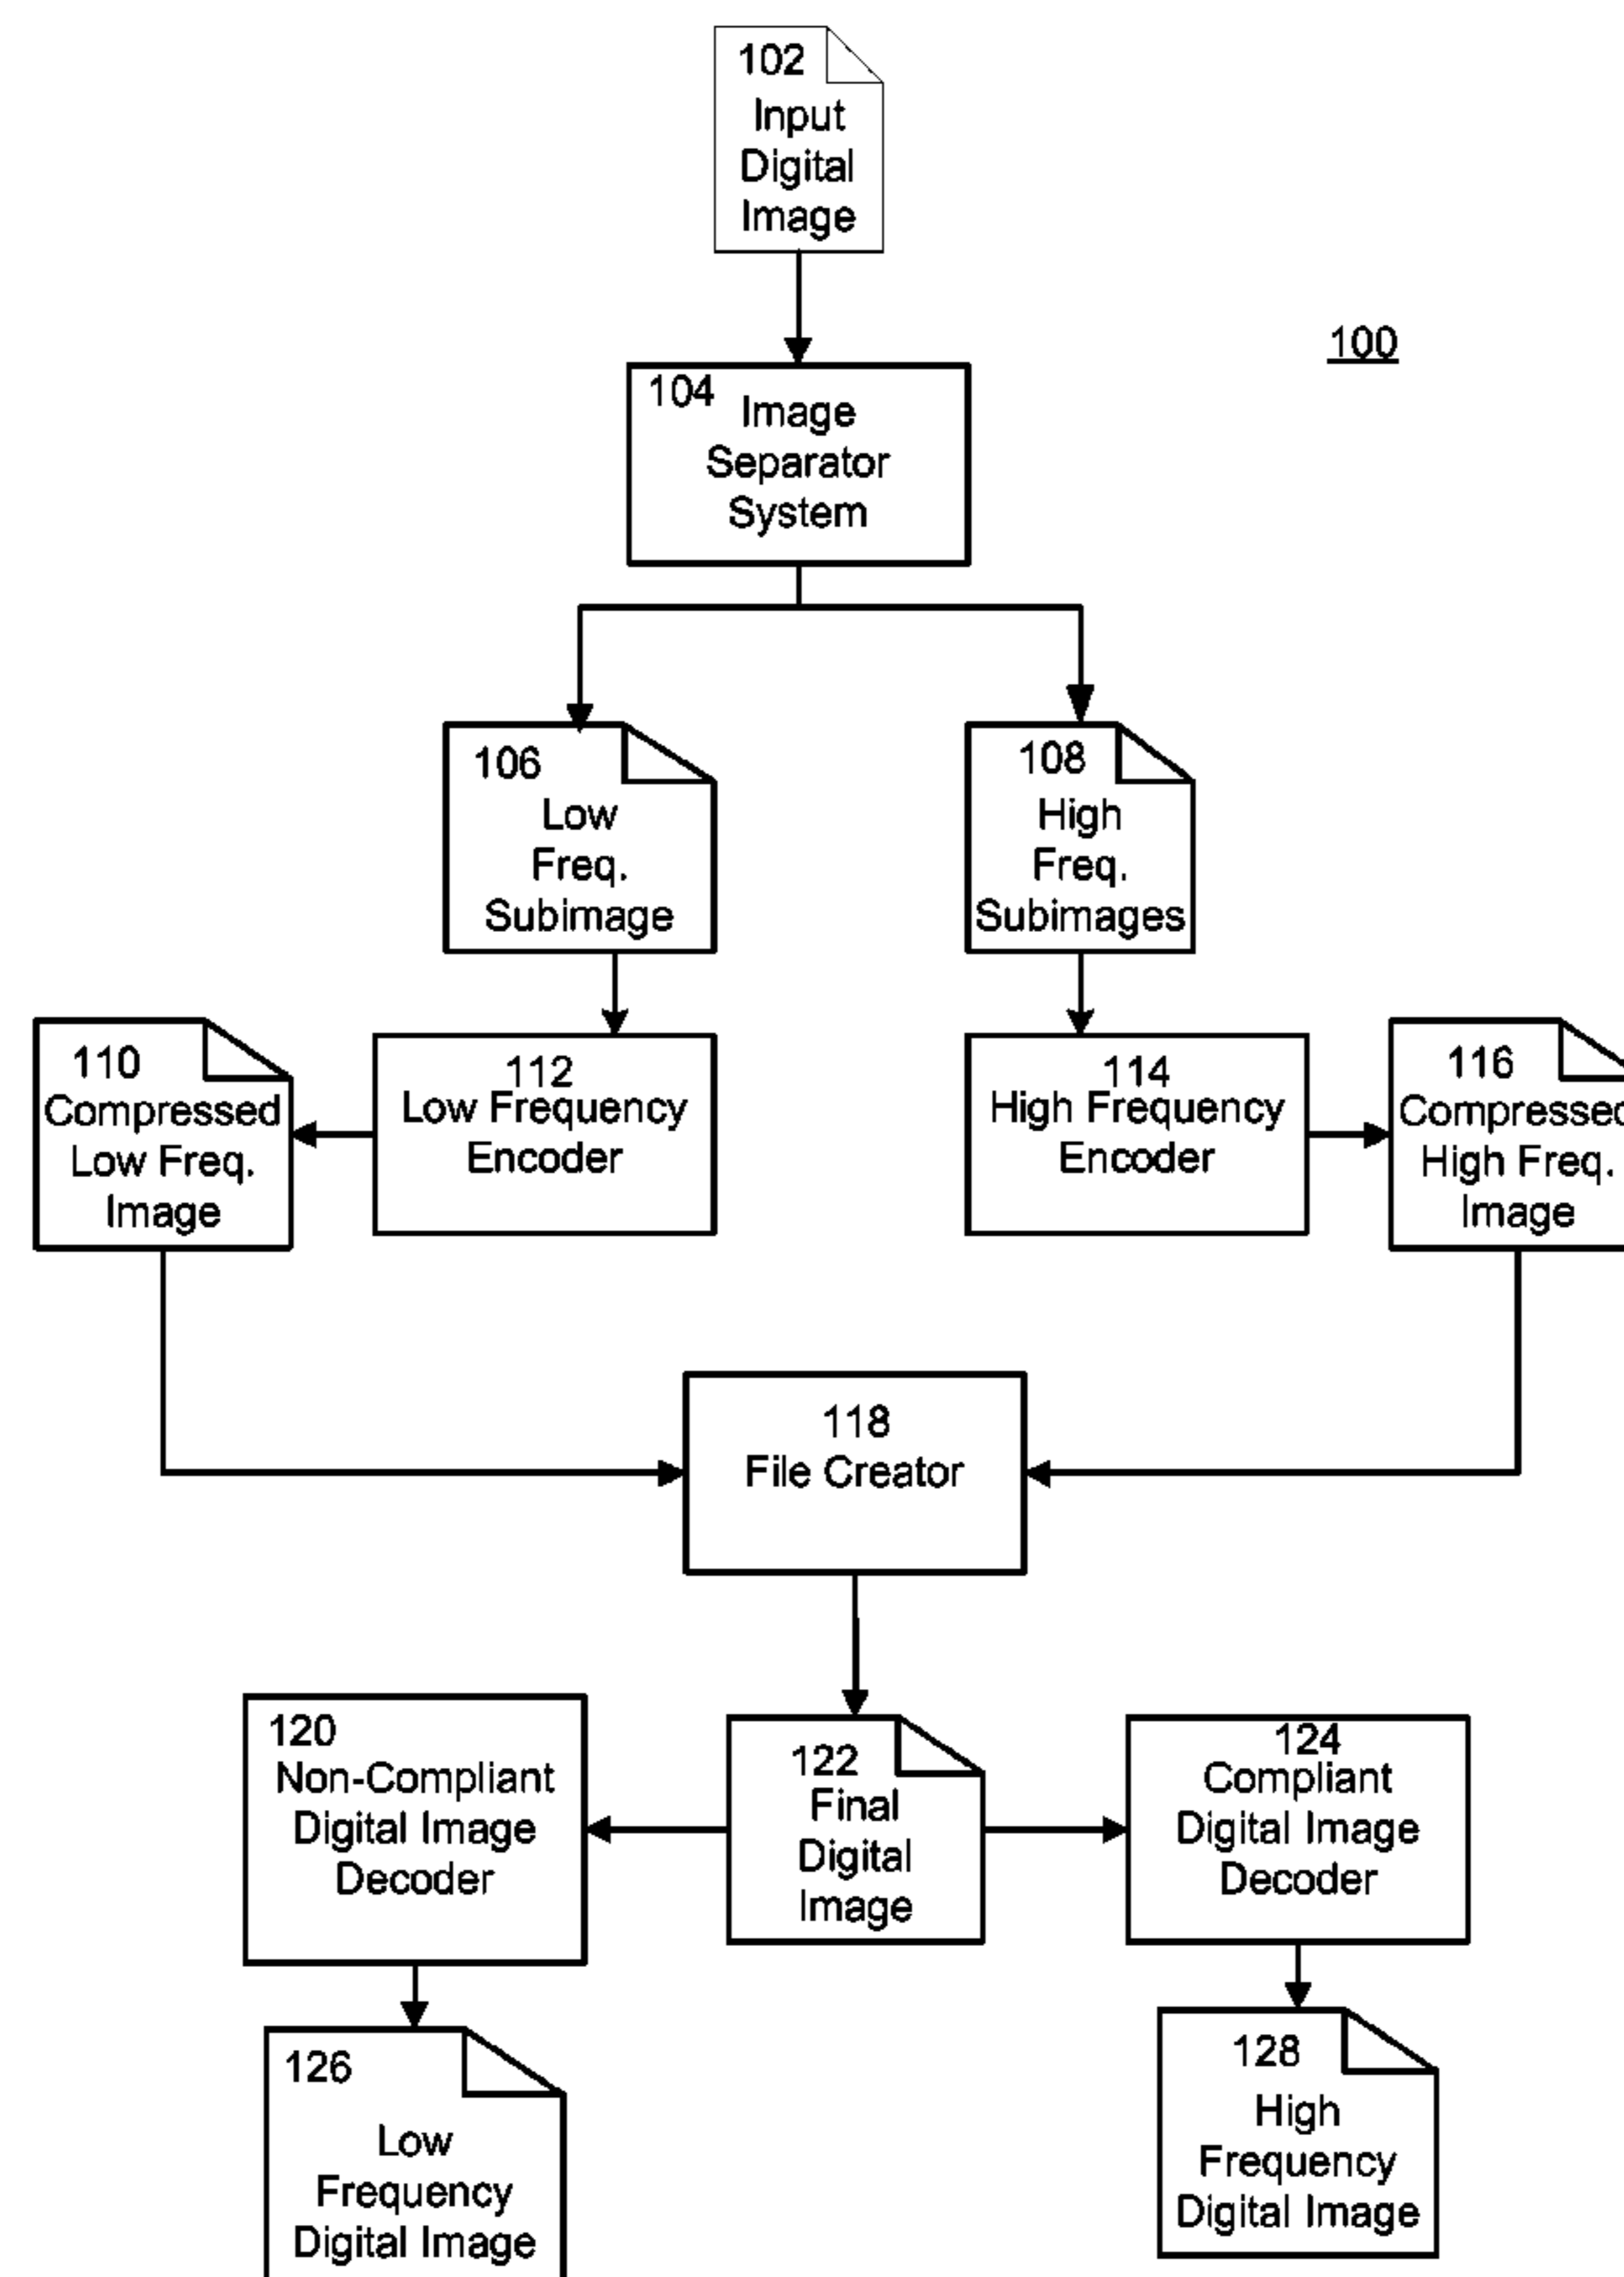 102
Input
Digital
Image
100
104
Image
Separator
System
106
Low
Freq.
Subimage
108
High
Freq.
Subimages
110
Compressed
Low Freq.
Image
112
Low Frequency
Encoder
114
High Frequency
Encoder
116
Compressed
High Freq.
Image
118
File Creator
120
Non-Compliant
Digital Image
Decoder
122
Final
Digital
Image
124
Compliant
Digital Image
Decoder
126
Low
Frequency
Digital Image
128
High
Frequency
Digital Image